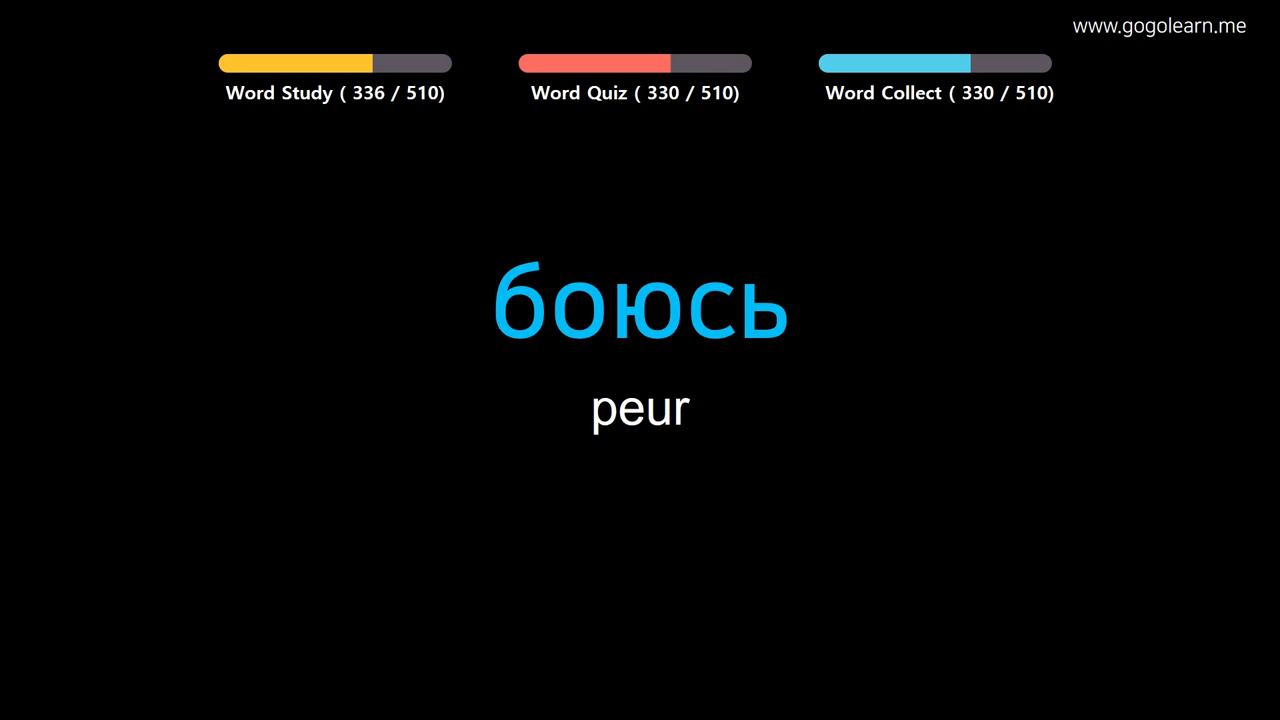 www.gogolearn.me
Word Study ( 336 / 510)
Word Quiz ( 330 / 510)
Word Collect ( 330 / 510)
боюсь
peur